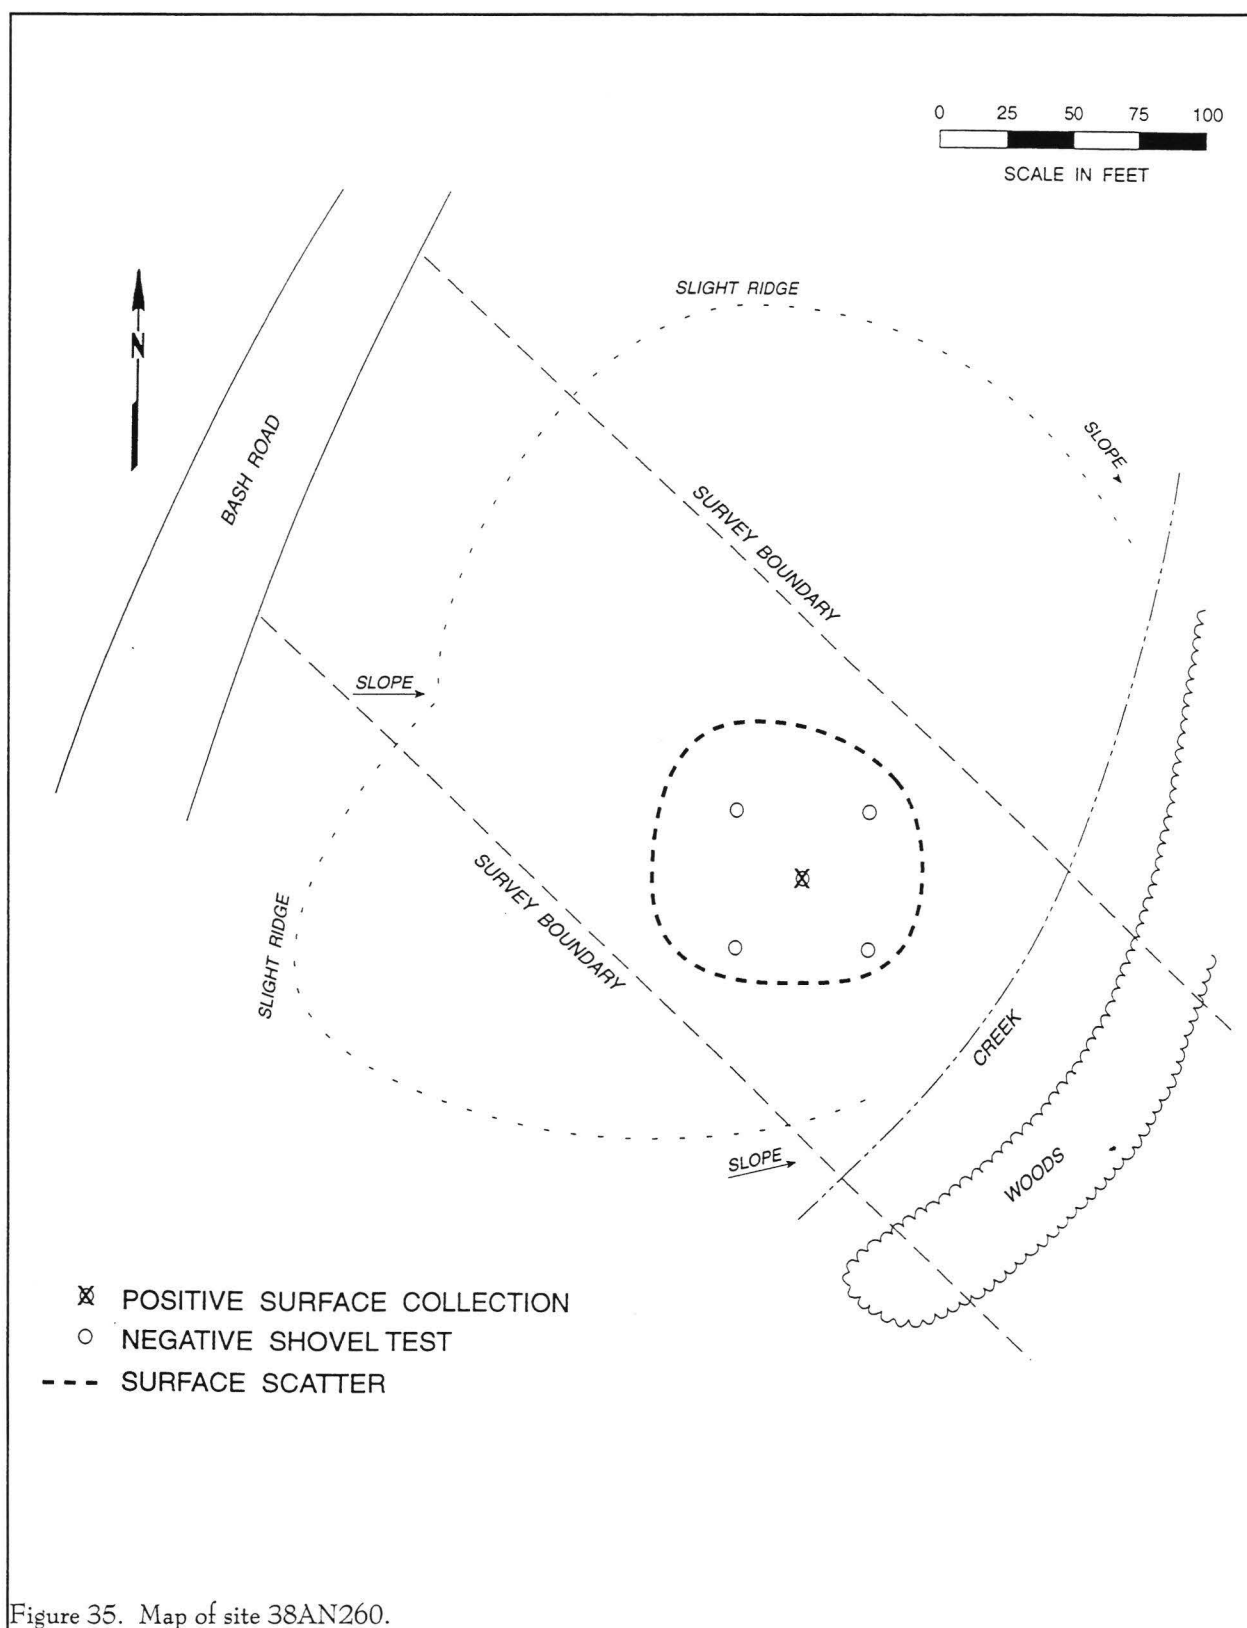 0 25 50 75 100
SCALE IN FEET
SLIGHT RIDGE
N
BASH ROAD
SLOPE
SURVEY BOUNDARY
SLOPE
SURVEY BOUNDARY
SLIGHT RIDGE
CREEK
SLOPE
WOODS
POSITIVE SURFACE COLLECTION
NEGATIVE SHOVEL TEST
SURFACE SCATTER
Figure 35. Map of site 38AN260.